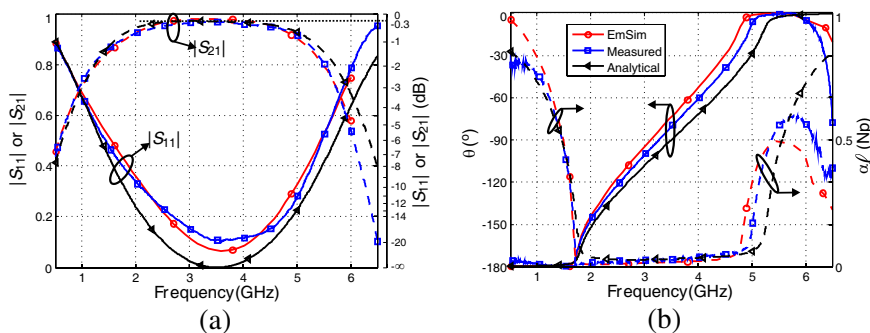 (a)
|S11| or |S21|
1
0.8
0.6
0.4
0.2
0
|S21|
|S11|
0
-0.3
-1
-2
-3
-4
-5
-6
-7
-8
-10
-12
-14
-20
-∞
|S11| or |S21| (dB)
1 2 3 4 5 6
Frequency(GHz)
(a)
(b)
θ (°)
0
-30
-60
-90
-120
-150
-180
EmSim
Measured
Analytical
1
0.5
0
αℓ (Np)
1 2 3 4 5 6
Frequency(GHz)
(b)